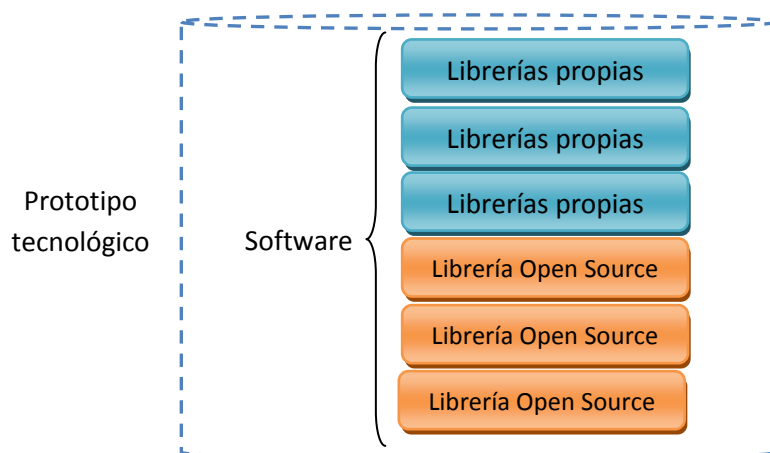 Prototipo
tecnológico
Software
Librerías propias
Librerías propias
Librerías propias
Librería Open Source
Librería Open Source
Librería Open Source